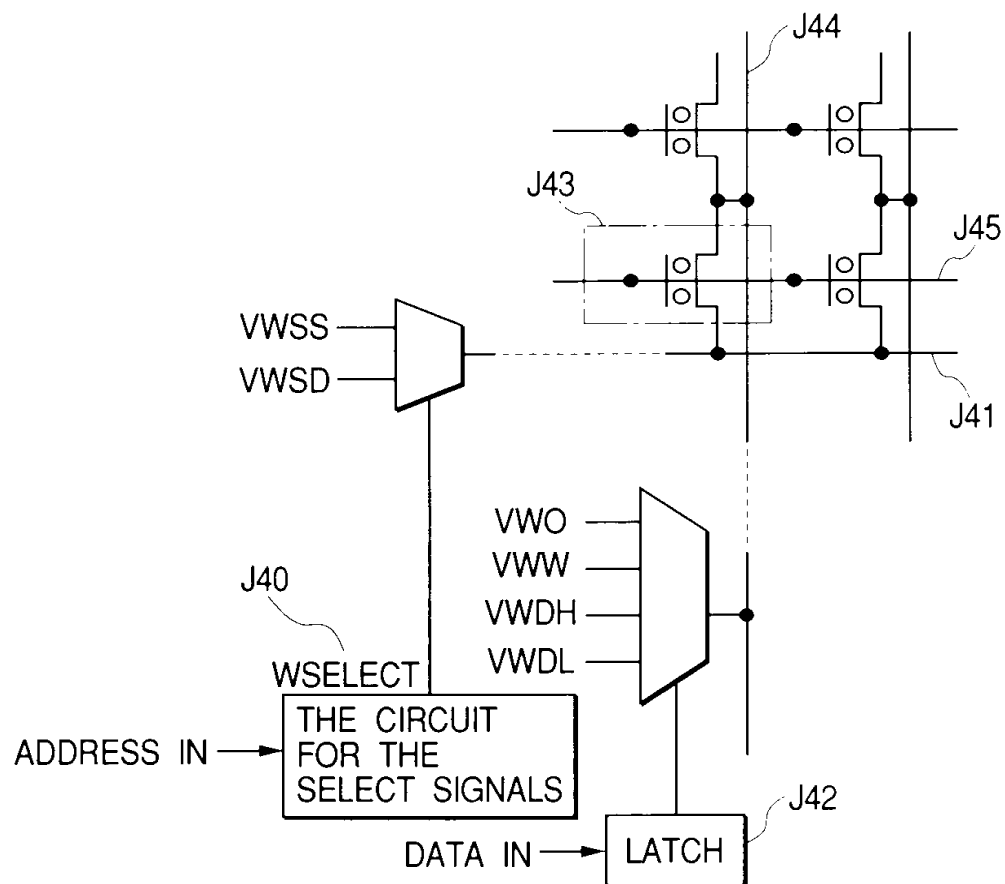 J44
J43
J45
VWSS
VWSD
J41
VWO
VWW
VWDH
VWDL
J40
WSELECT
THE CIRCUIT
FOR THE
SELECT SIGNALS
ADDRESS IN
J42
DATA IN
LATCH